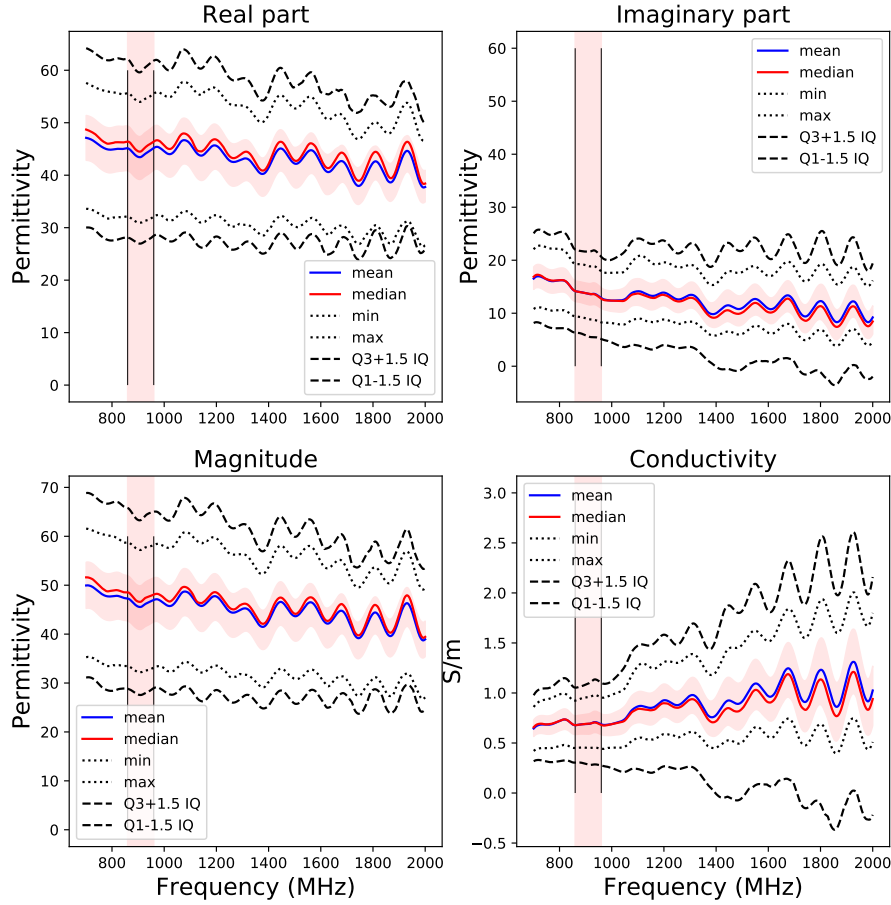 Real part
Permittivity
60
50
40
30
20
10
0
800 1000 1200 1400 1600 1800 2000
mean
median
min
max
Q3+1.5 IQ
Q1-1.5 IQ
Imaginary part
Permittivity
60
50
40
30
20
10
0
800 1000 1200 1400 1600 1800 2000
mean
median
min
max
Q3+1.5 IQ
Q1-1.5 IQ
Magnitude
Permittivity
70
60
50
40
30
20
10
0
800 1000 1200 1400 1600 1800 2000
Frequency (MHz)
mean
median
min
max
Q3+1.5 IQ
Q1-1.5 IQ
Conductivity
S/m
3.0
2.5
2.0
1.5
1.0
0.5
0.0
−0.5
800 1000 1200 1400 1600 1800 2000
Frequency (MHz)
mean
median
min
max
Q3+1.5 IQ
Q1-1.5 IQ